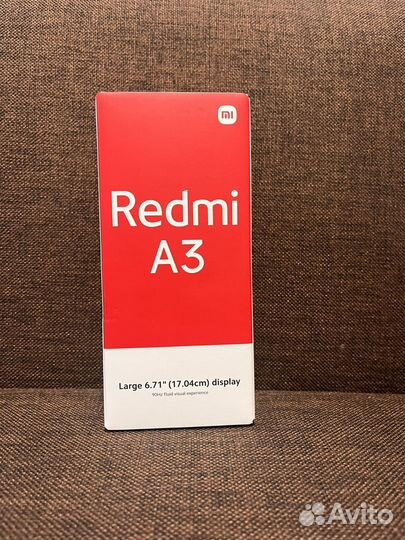 mi
Redmi
A3
Large 6.71" (17.04cm) display
90Hz fluid visual experience
Avito